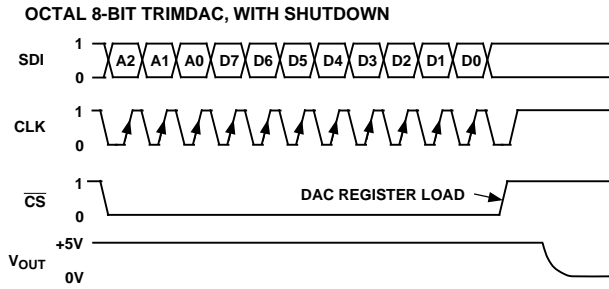 OCTAL 8-BIT TRIMDAC, WITH SHUTDOWN
SDI 1 0 A2 A1 A0 D7 D6 D5 D4 D3 D2 D1 D0
CLK 1 0
CS 1 0 DAC REGISTER LOAD
VOUT +5V 0V